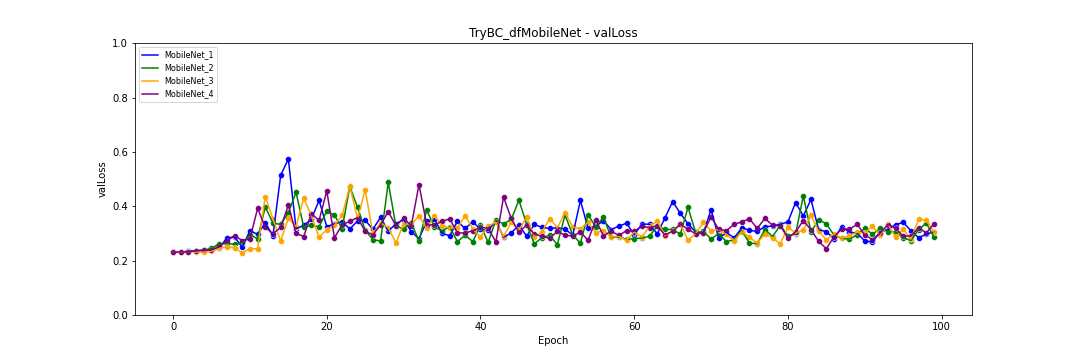 TryBC_dfMobileNet - valLoss
1.0
0.8
0.6
0.4
0.2
0.0
valLoss
MobileNet_1
MobileNet_2
MobileNet_3
MobileNet_4
0 20 40 60 80 100
Epoch